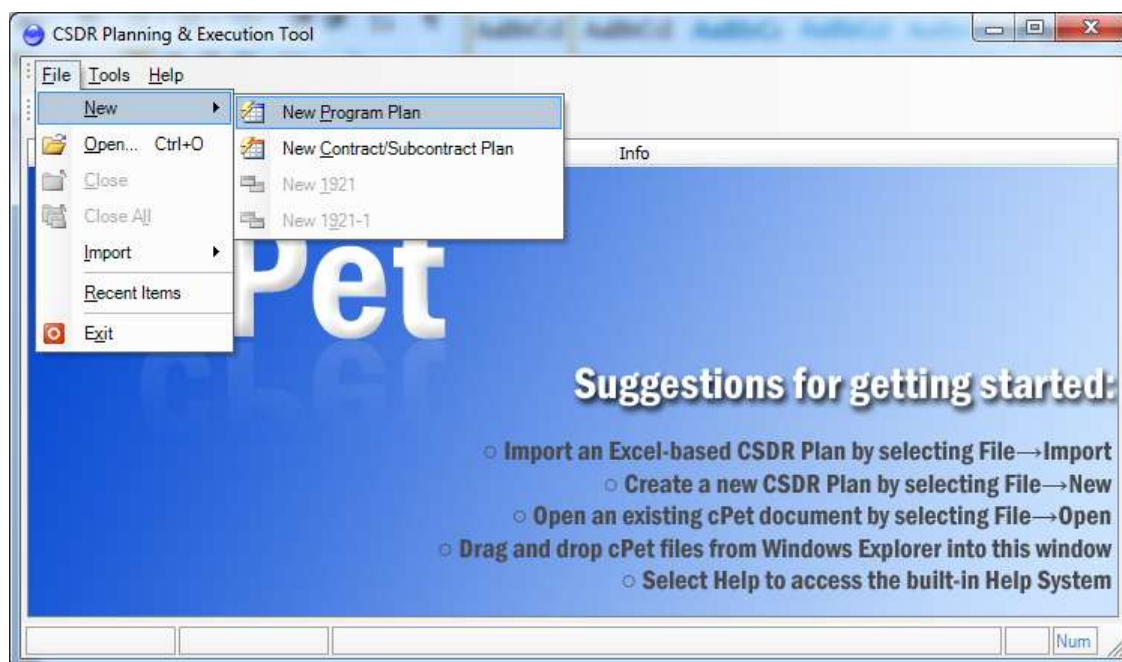 CSDR Planning & Execution Tool
File Tools Help
New
New Program Plan
Open... Ctrl+O
New Contract/Subcontract Plan
Info
Close
New 1921
Close All
New 1921-1
Import
Recent Items
Exit
Pet
Suggestions for getting started:
○ Import an Excel-based CSDR Plan by selecting File→Import
○ Create a new CSDR Plan by selecting File→New
○ Open an existing cPet document by selecting File→Open
○ Drag and drop cPet files from Windows Explorer into this window
○ Select Help to access the built-in Help System
Num